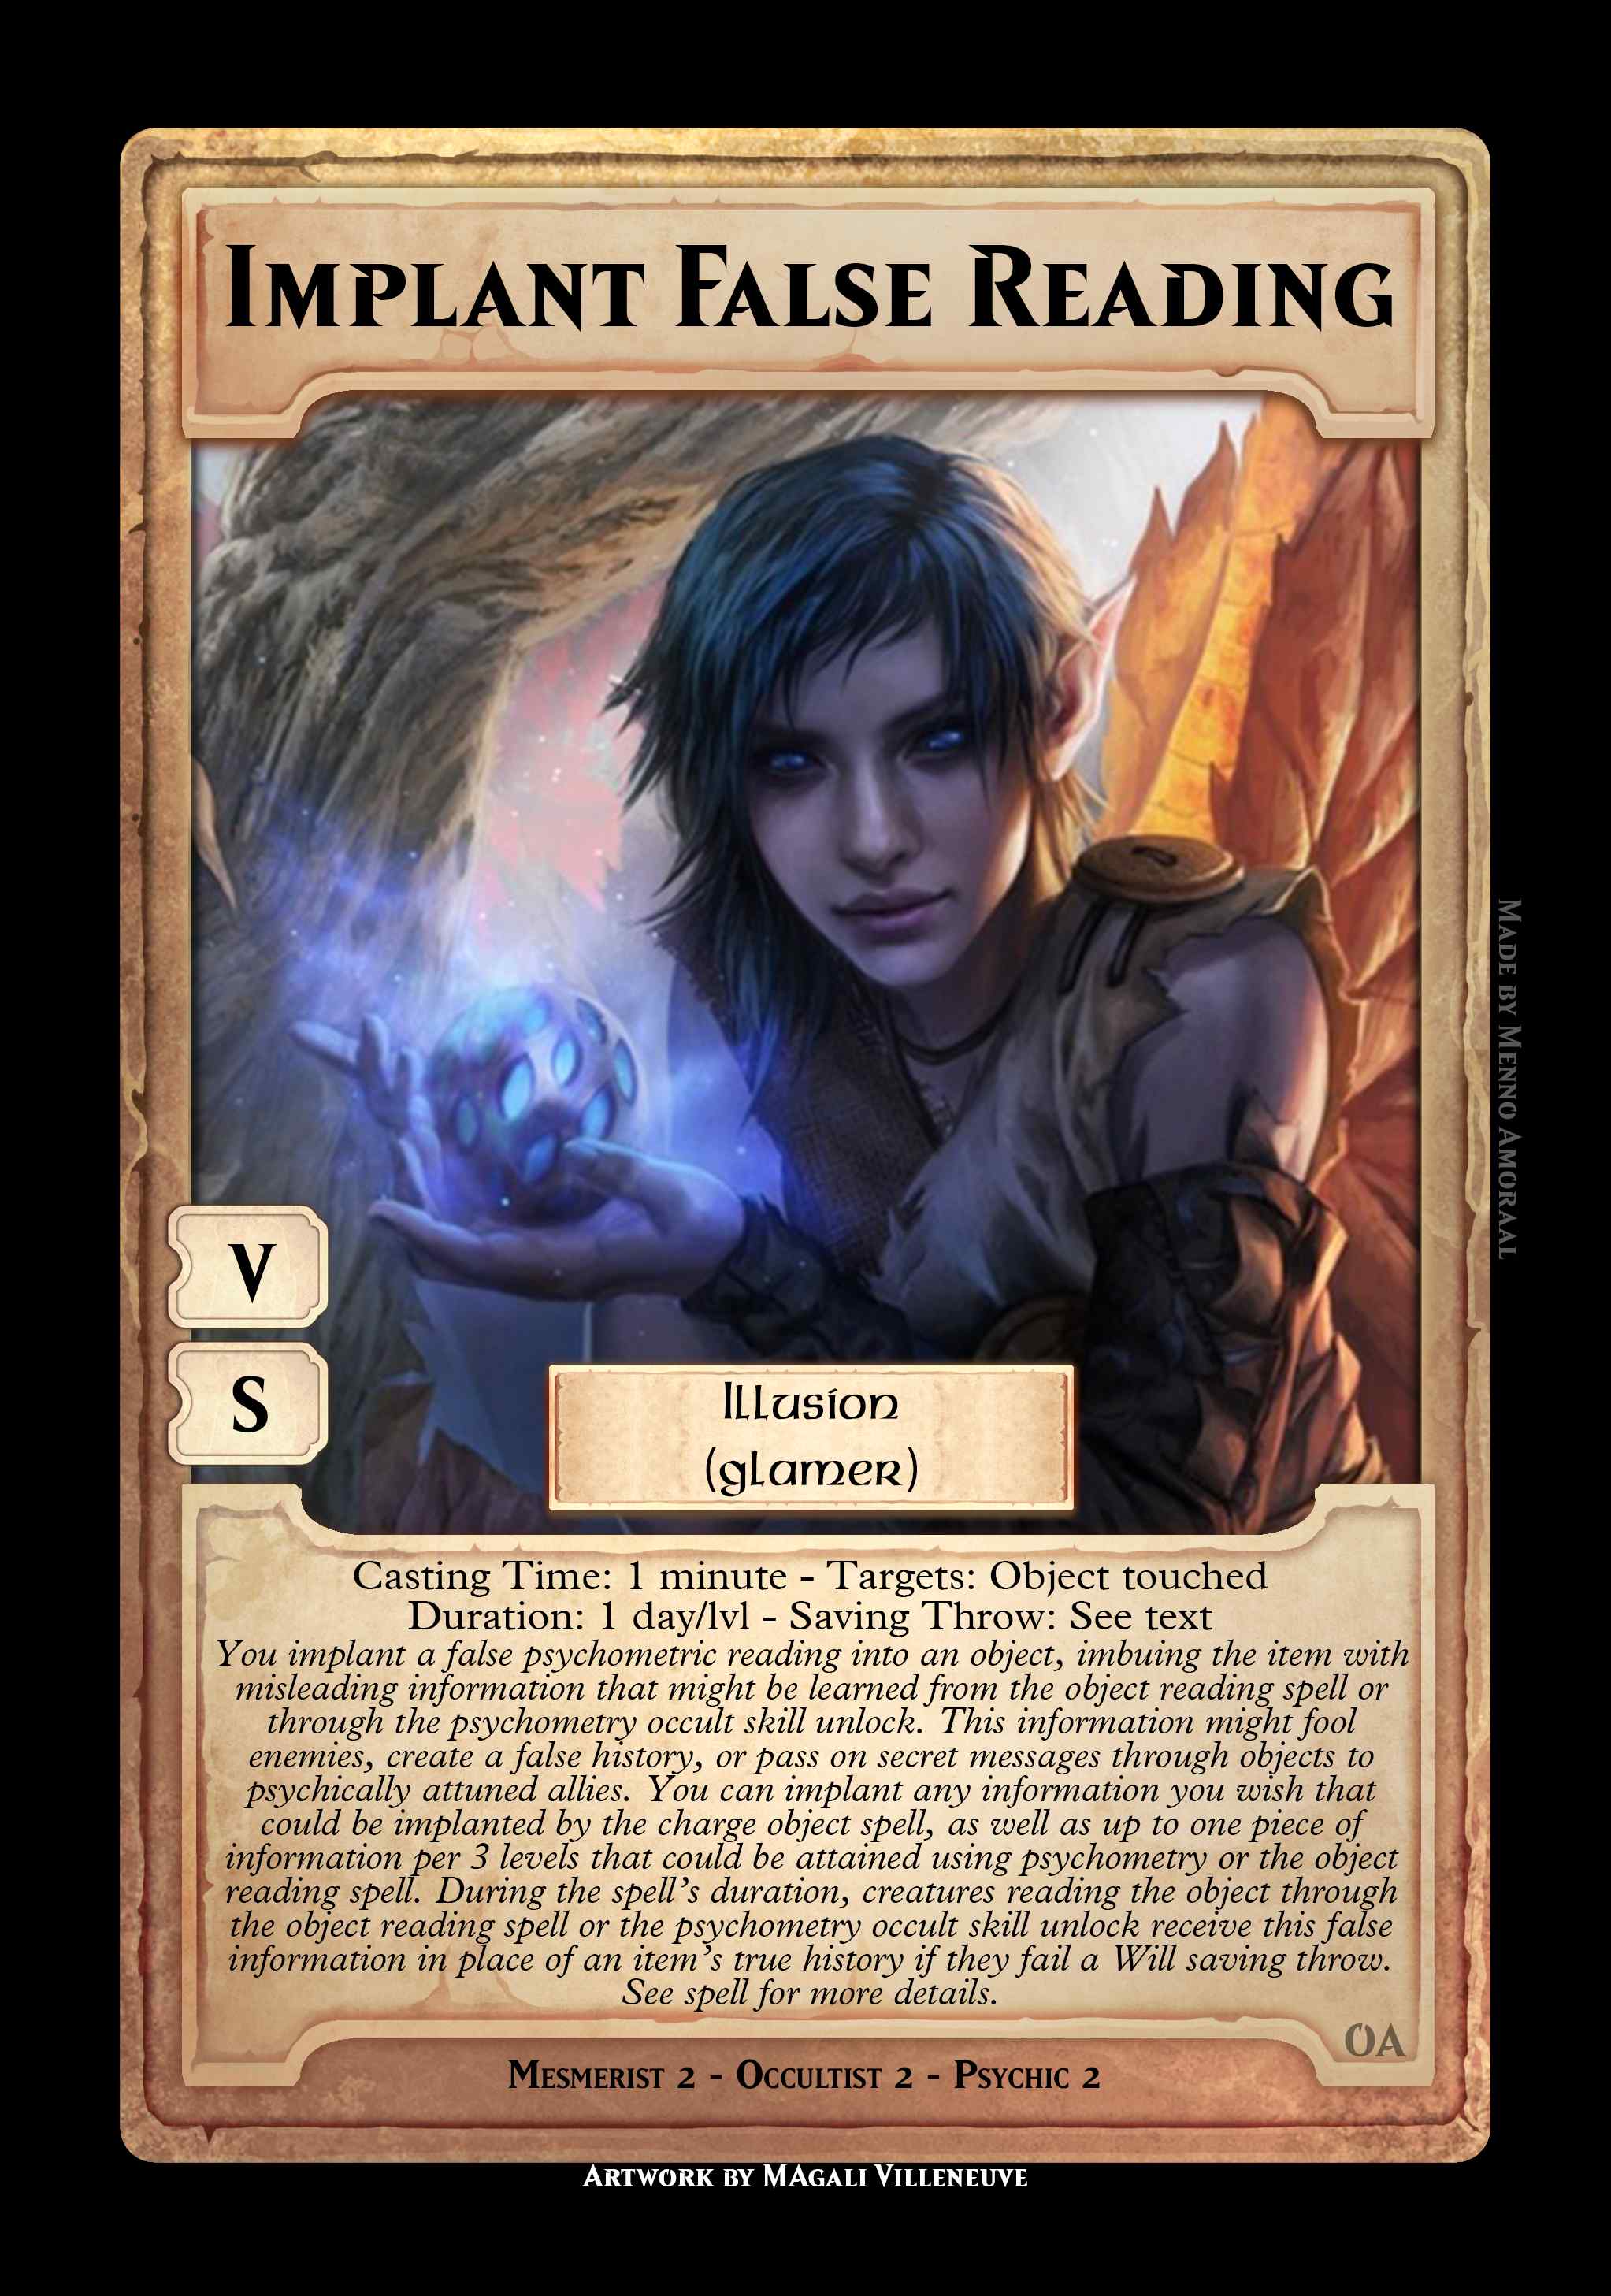 Implant False Reading
V
S
Illusion
(glamer)
Casting Time: 1 minute - Targets: Object touched
Duration: 1 day/lvl - Saving Throw: See text
You implant a false psychometric reading into an object, imbuing the item with
misleading information that might be learned from the object reading spell or
through the psychometry occult skill unlock. This information might fool
enemies, create a false history, or pass on secret messages through objects to
psychically attuned allies. You can implant any information you wish that
could be implanted by the charge object spell, as well as up to one piece of
information per 3 levels that could be attained using psychometry or the object
reading spell. During the spell's duration, creatures reading the object through
the object reading spell or the psychometry occult skill unlock receive this false
information in place of an item's true history if they fail a Will saving throw.
See spell for more details.
OA
Mesmerist 2 - Occultist 2 - Psychic 2
Artwork by MAgali Villeneuve
Made by Menno Amoraal